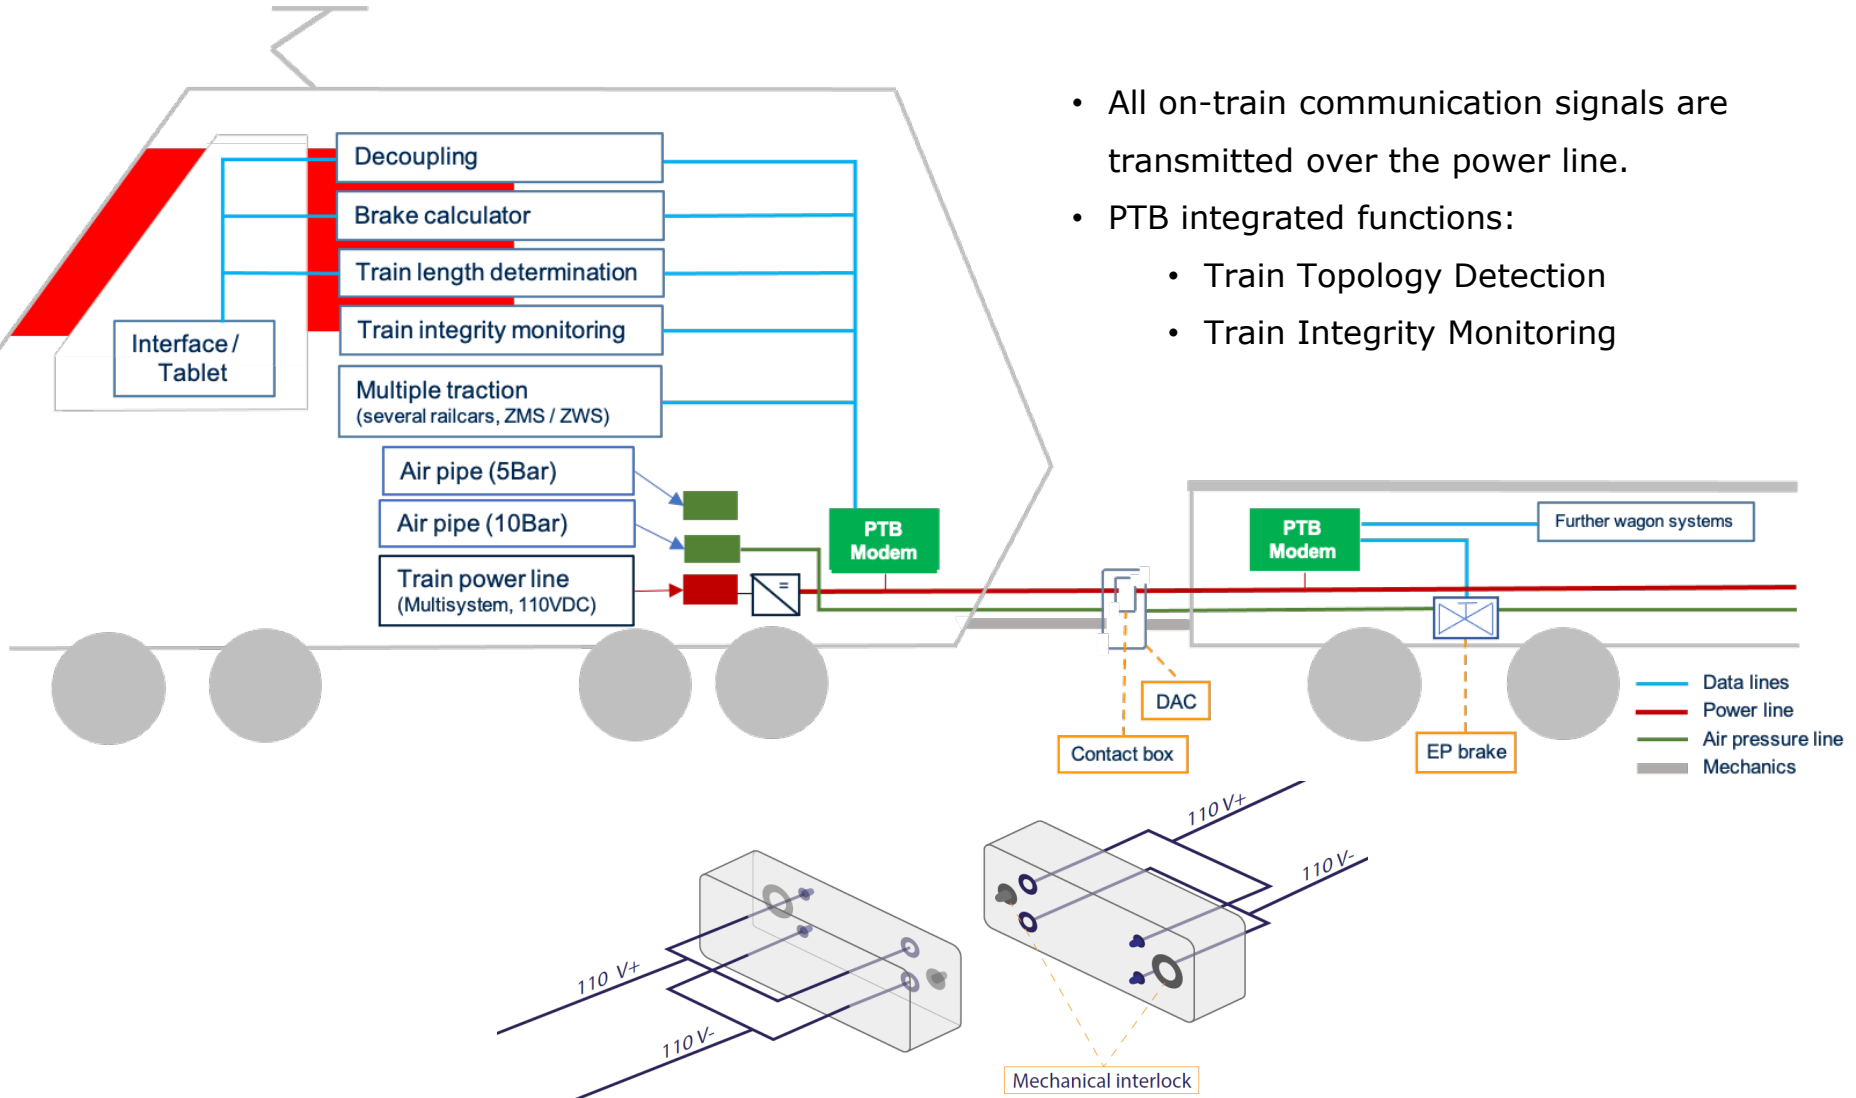 • All on-train communication signals are
transmitted over the power line.
• PTB integrated functions:
• Train Topology Detection
• Train Integrity Monitoring
Decoupling
Brake calculator
Train length determination
Train integrity monitoring
Interface /
Tablet
Multiple traction
(several railcars, ZMS / ZWS)
Air pipe (5Bar)
Air pipe (10Bar)
Train power line
(Multisystem, 110VDC)
=
PTB
Modem
PTB
Modem
Further wagon systems
DAC
Contact box
EP brake
Data lines
Power line
Air pressure line
Mechanics
110 V+
110 V-
110 V+
110 V-
Mechanical interlock